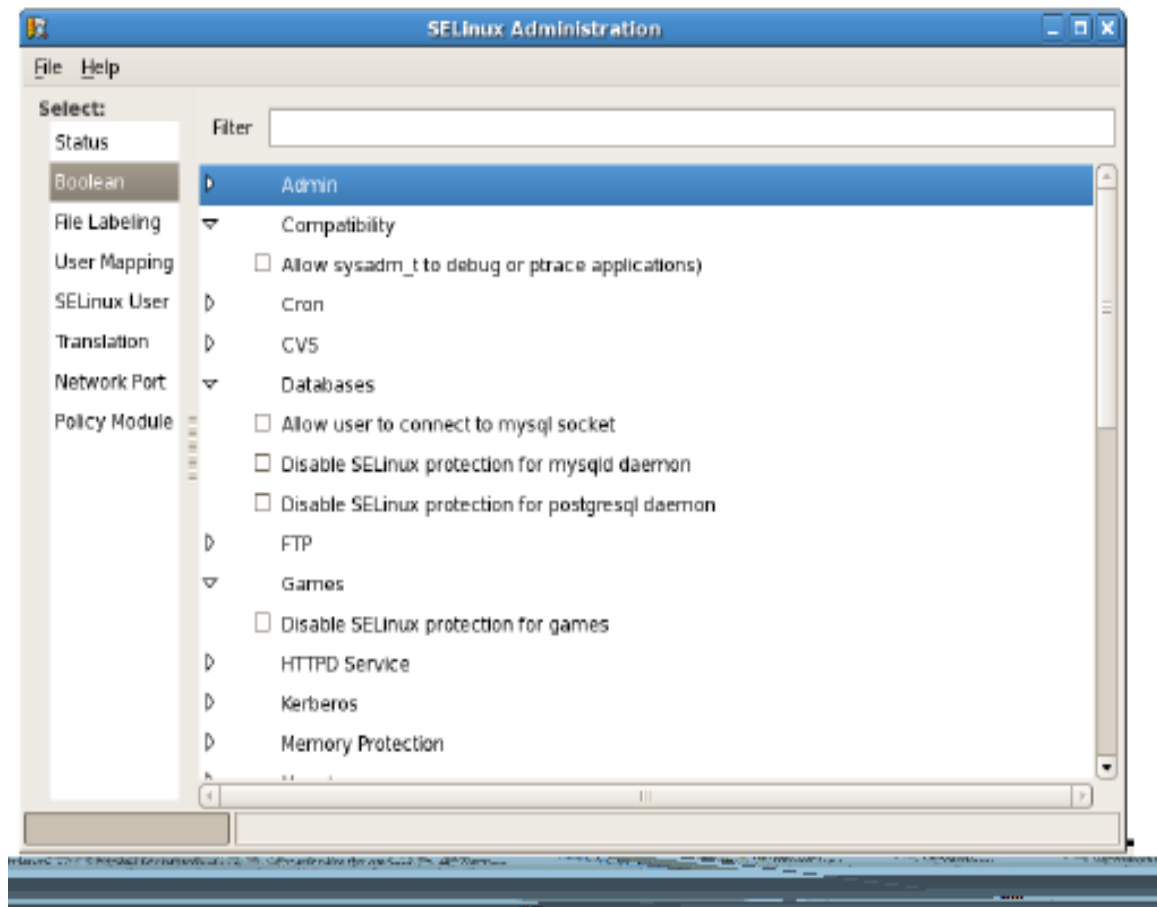 SELinux Administration
File Help
Select:
Status
Boolean
File Labeling
User Mapping
SELinux User
Translation
Network Port
Policy Module
Filter
Admin
Compatibility
Allow sysadm_t to debug or ptrace applications)
Cron
CVS
Databases
Allow user to connect to mysql socket
Disable SELinux protection for mysqld daemon
Disable SELinux protection for postgresql daemon
FTP
Games
Disable SELinux protection for games
HTTPD Service
Kerberos
Memory Protection